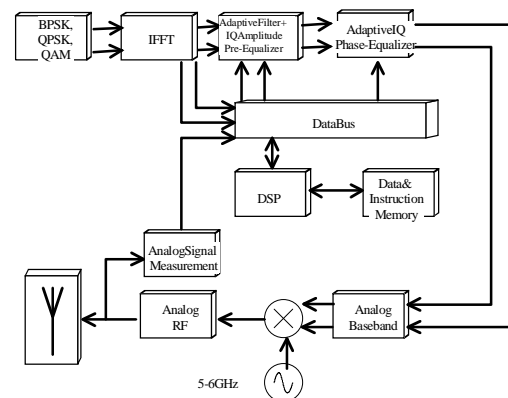 BPSK,
QPSK,
QAM
IFFT
AdaptiveFilter+
IQAmplitude
Pre-Equalizer
AdaptiveIQ
Phase-Equalizer
DataBus
DSP
Data&
Instruction
Memory
AnalogSignal
Measurement
Analog
RF
Analog
Baseband
5-6GHz